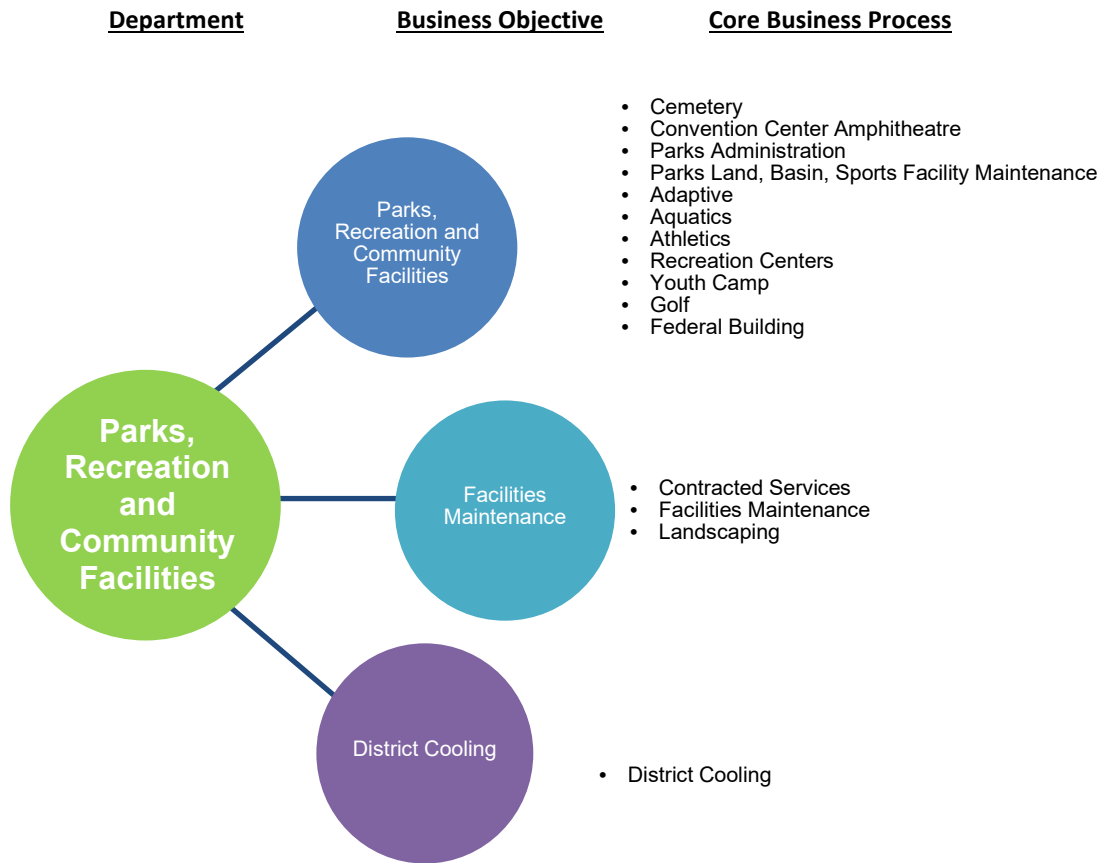 Department Business Objective Core Business Process
• Cemetery
• Convention Center Amphitheatre
• Parks Administration
• Parks Land, Basin, Sports Facility Maintenance
• Adaptive
• Aquatics
• Athletics
• Recreation Centers
• Youth Camp
• Golf
• Federal Building
Parks,
Recreation and
Community
Facilities
Parks,
Recreation
and
Community
Facilities
Facilities
Maintenance
• Contracted Services
• Facilities Maintenance
• Landscaping
District Cooling
• District Cooling